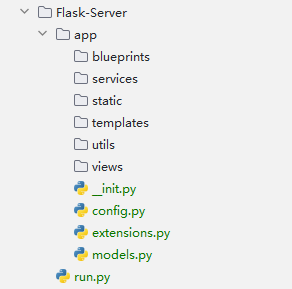 Flask-Server
app
blueprints
services
static
templates
utils
views
__init.py
config.py
extensions.py
models.py
run.py